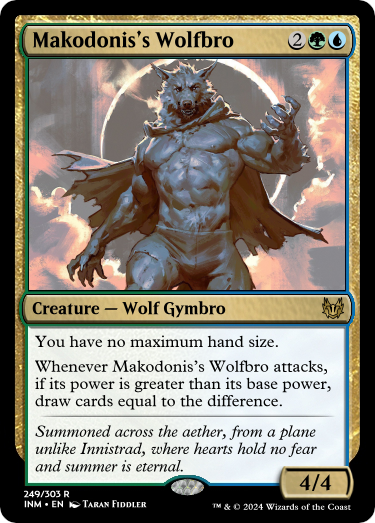 Makodonis's Wolfbro 2
Creature — Wolf Gymbro
You have no maximum hand size.
Whenever Makodonis's Wolfbro attacks,
if its power is greater than its base power,
draw cards equal to the difference.
Summoned across the aether, from a plane
unlike Innistrad, where hearts hold no fear
and summer is eternal.
4/4
249/303 R
INM • EN Taran Fiddler
™ & © 2024 Wizards of the Coast